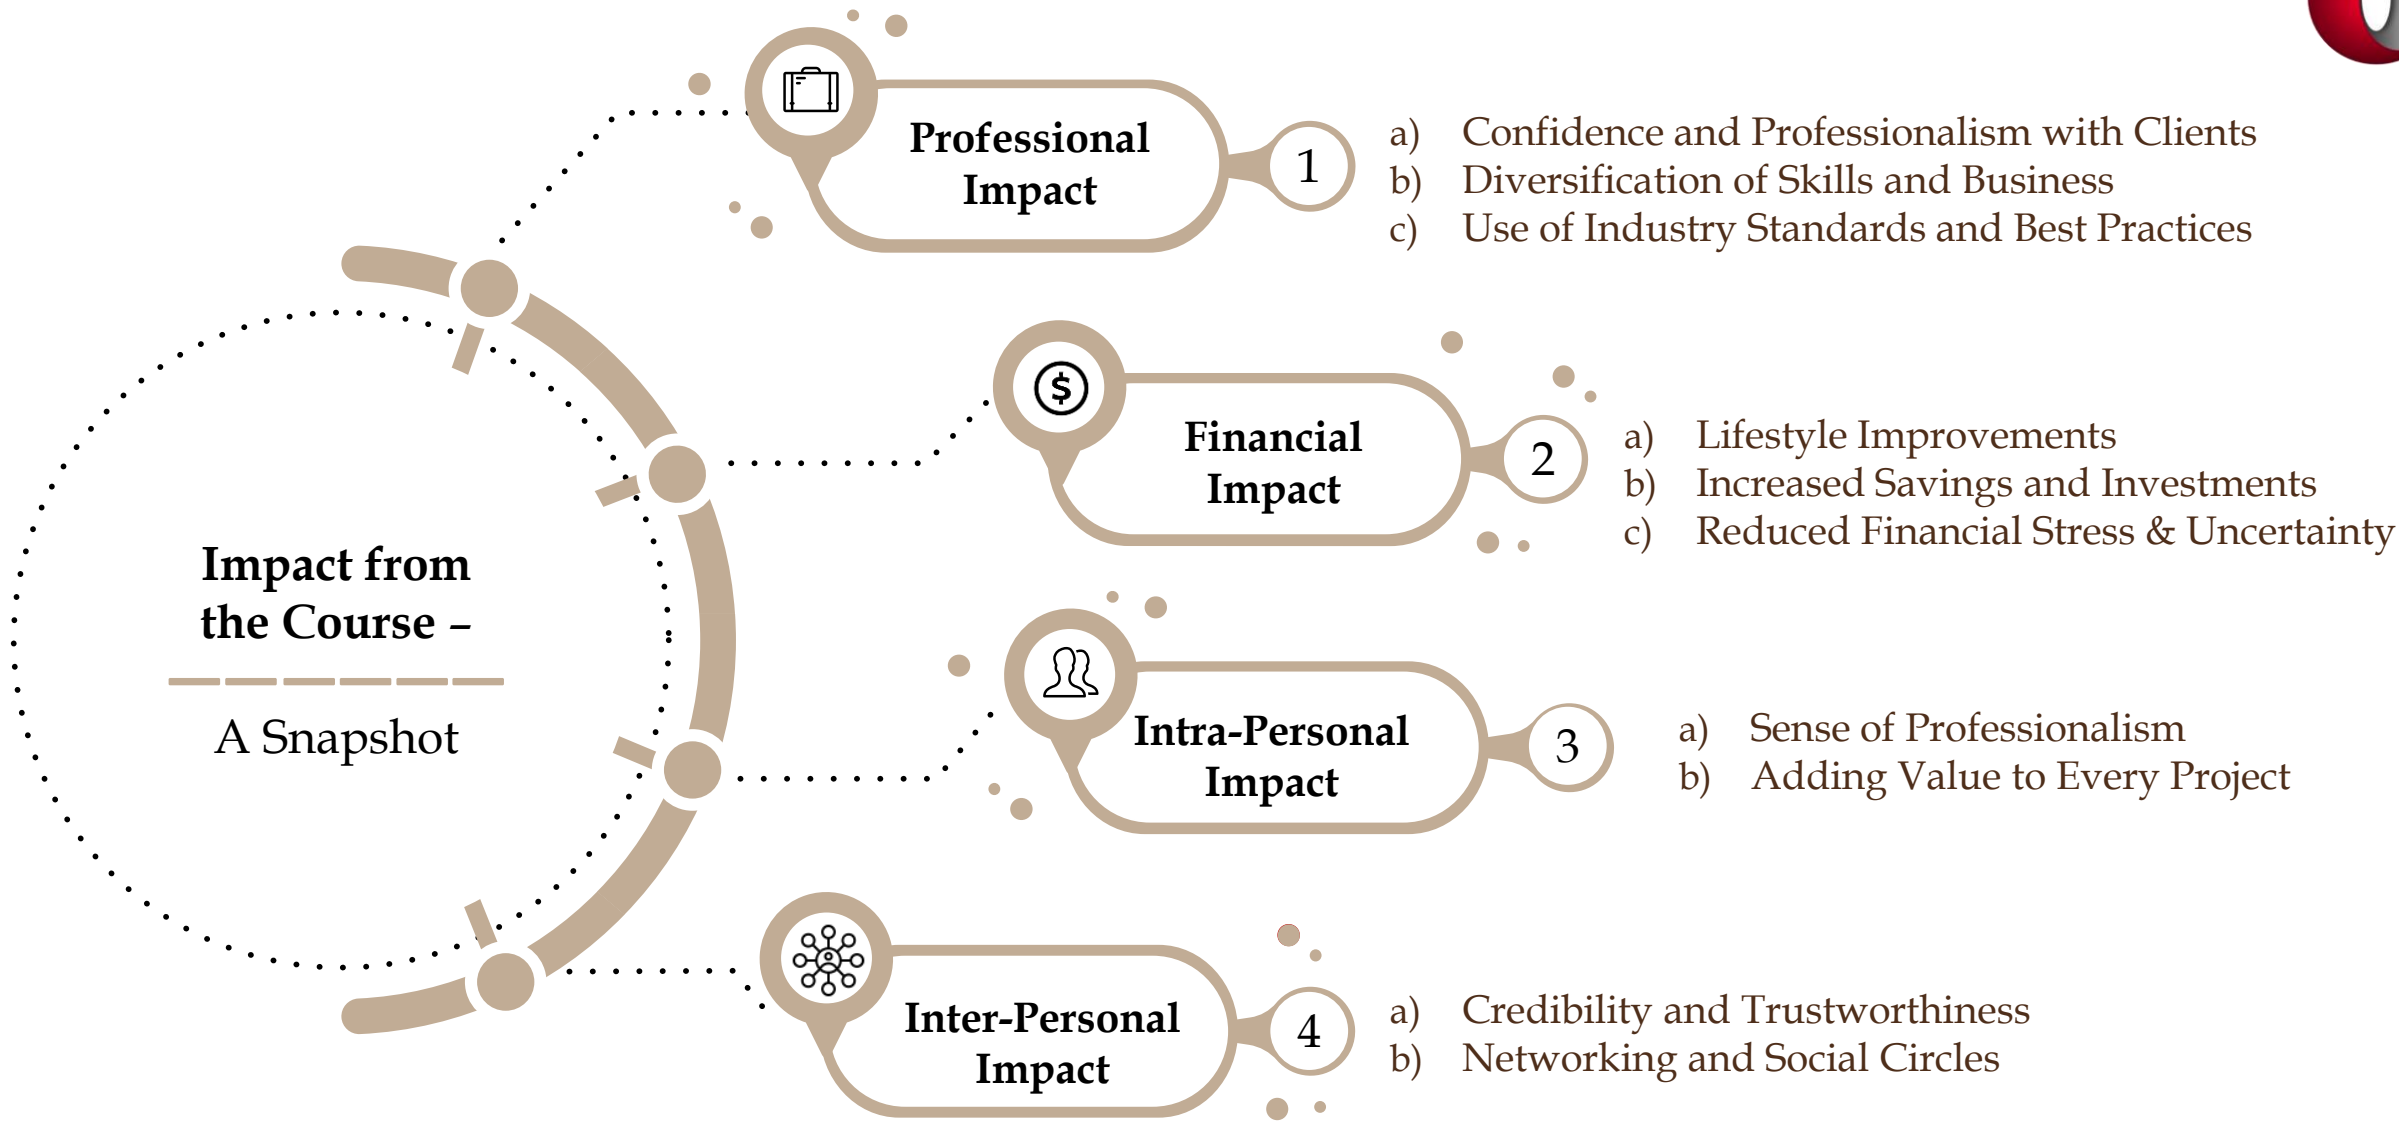 Impact from
the Course –
A Snapshot
Professional
Impact
1
a) Confidence and Professionalism with Clients
b) Diversification of Skills and Business
c) Use of Industry Standards and Best Practices
$
Financial
Impact
2
a) Lifestyle Improvements
b) Increased Savings and Investments
c) Reduced Financial Stress & Uncertainty
Intra-Personal
Impact
3
a) Sense of Professionalism
b) Adding Value to Every Project
Inter-Personal
Impact
4
a) Credibility and Trustworthiness
b) Networking and Social Circles